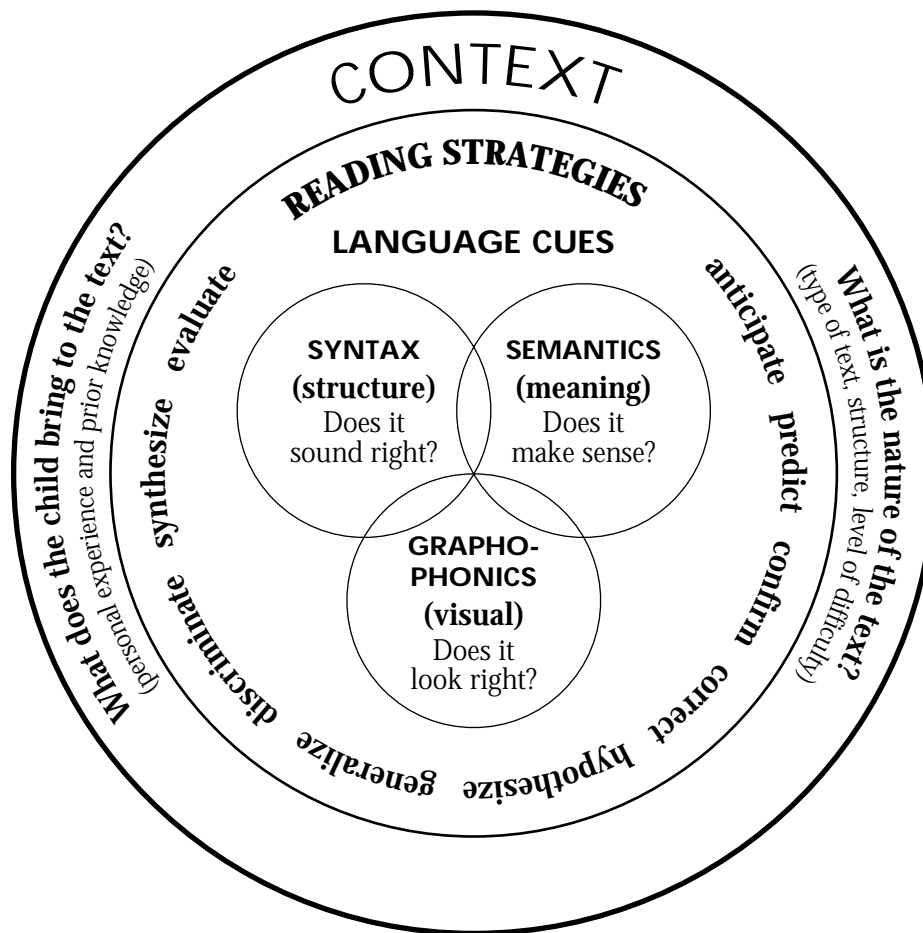 CONTEXT
READING STRATEGIES
LANGUAGE CUES
What does the child bring to the text?
(personal experience and prior knowledge)
What is the nature of the text?
(type of text, structure, level of difficulty)
anticipate predict confirm correct hypothesize generalize discriminate synthesize evaluate
SYNTAX
(structure)
Does it
sound right?
SEMANTICS
(meaning)
Does it
make sense?
GRAPHO-
PHONICS
(visual)
Does it
look right?